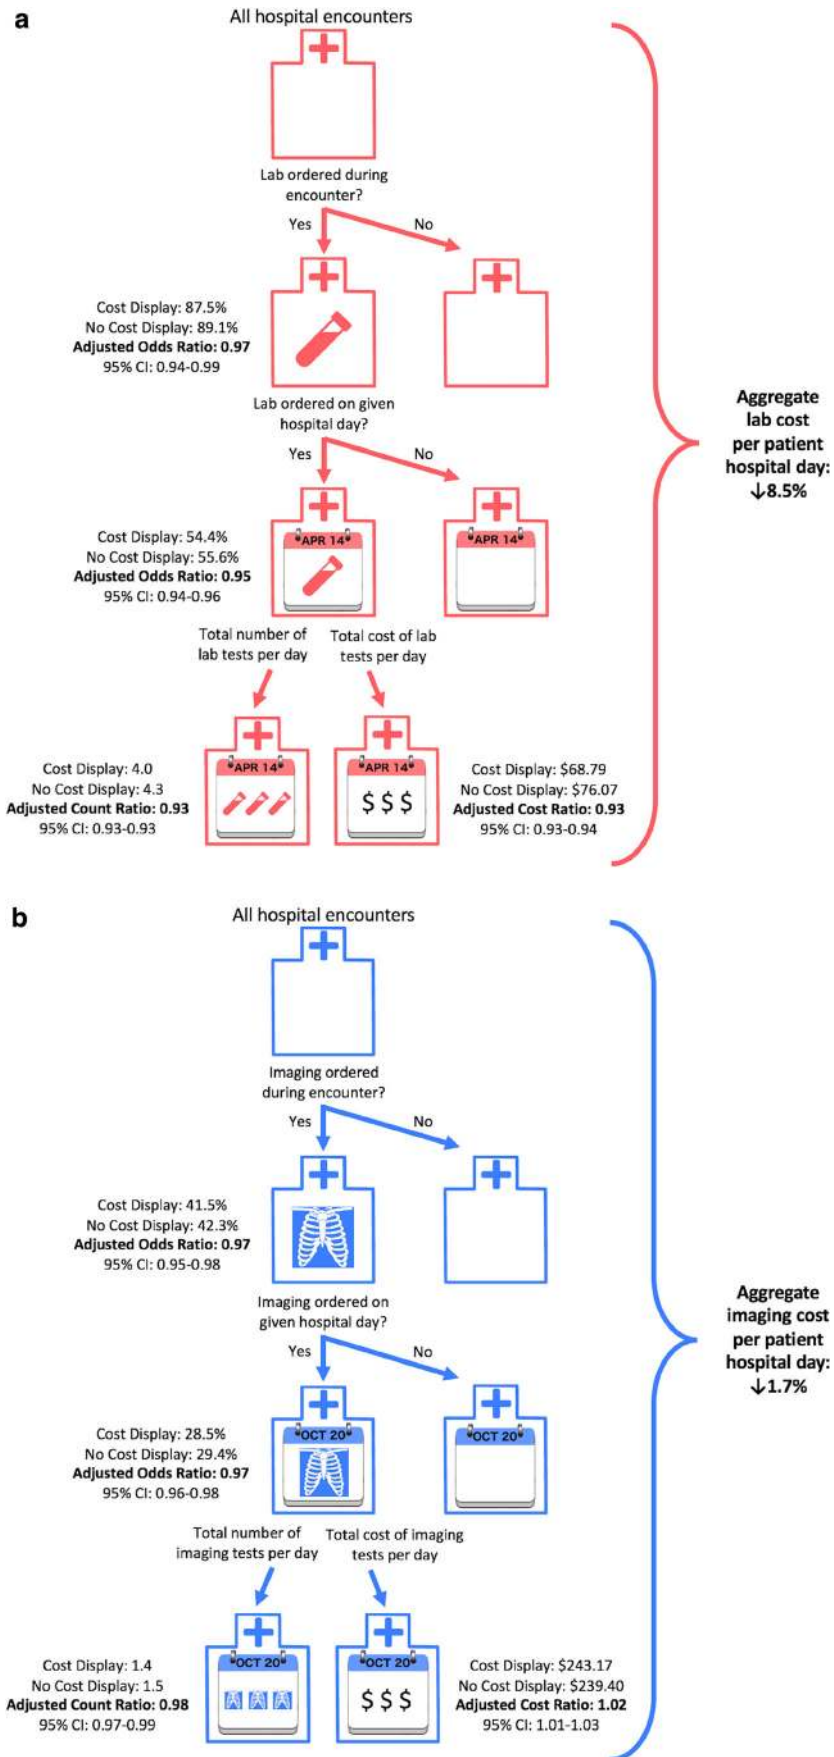 a
All hospital encounters
Lab ordered during
encounter?
Yes
No
Cost Display: 87.5%
No Cost Display: 89.1%
Adjusted Odds Ratio: 0.97
95% CI: 0.94-0.99
Lab ordered on given
hospital day?
Yes
No
APR 14
APR 14
Cost Display: 54.4%
No Cost Display: 55.6%
Adjusted Odds Ratio: 0.95
95% CI: 0.94-0.96
Total number of
lab tests per day
Total cost of lab
tests per day
Cost Display: 4.0
No Cost Display: 4.3
Adjusted Count Ratio: 0.93
95% CI: 0.93-0.93
APR 14
APR 14
$ $ $
Cost Display: $68.79
No Cost Display: $76.07
Adjusted Cost Ratio: 0.93
95% CI: 0.93-0.94
Aggregate
lab cost
per patient
hospital day:
↓8.5%
b
All hospital encounters
Imaging ordered
during encounter?
Yes
No
Cost Display: 41.5%
No Cost Display: 42.3%
Adjusted Odds Ratio: 0.97
95% CI: 0.95-0.98
Imaging ordered on
given hospital day?
Yes
No
OCT 20
OCT 20
Cost Display: 28.5%
No Cost Display: 29.4%
Adjusted Odds Ratio: 0.97
95% CI: 0.96-0.98
Total number of
imaging tests per day
Total cost of imaging
tests per day
Cost Display: 1.4
No Cost Display: 1.5
Adjusted Count Ratio: 0.98
95% CI: 0.97-0.99
OCT 20
OCT 20
$ $ $
Cost Display: $243.17
No Cost Display: $239.40
Adjusted Cost Ratio: 1.02
95% CI: 1.01-1.03
Aggregate
imaging cost
per patient
hospital day:
↓1.7%